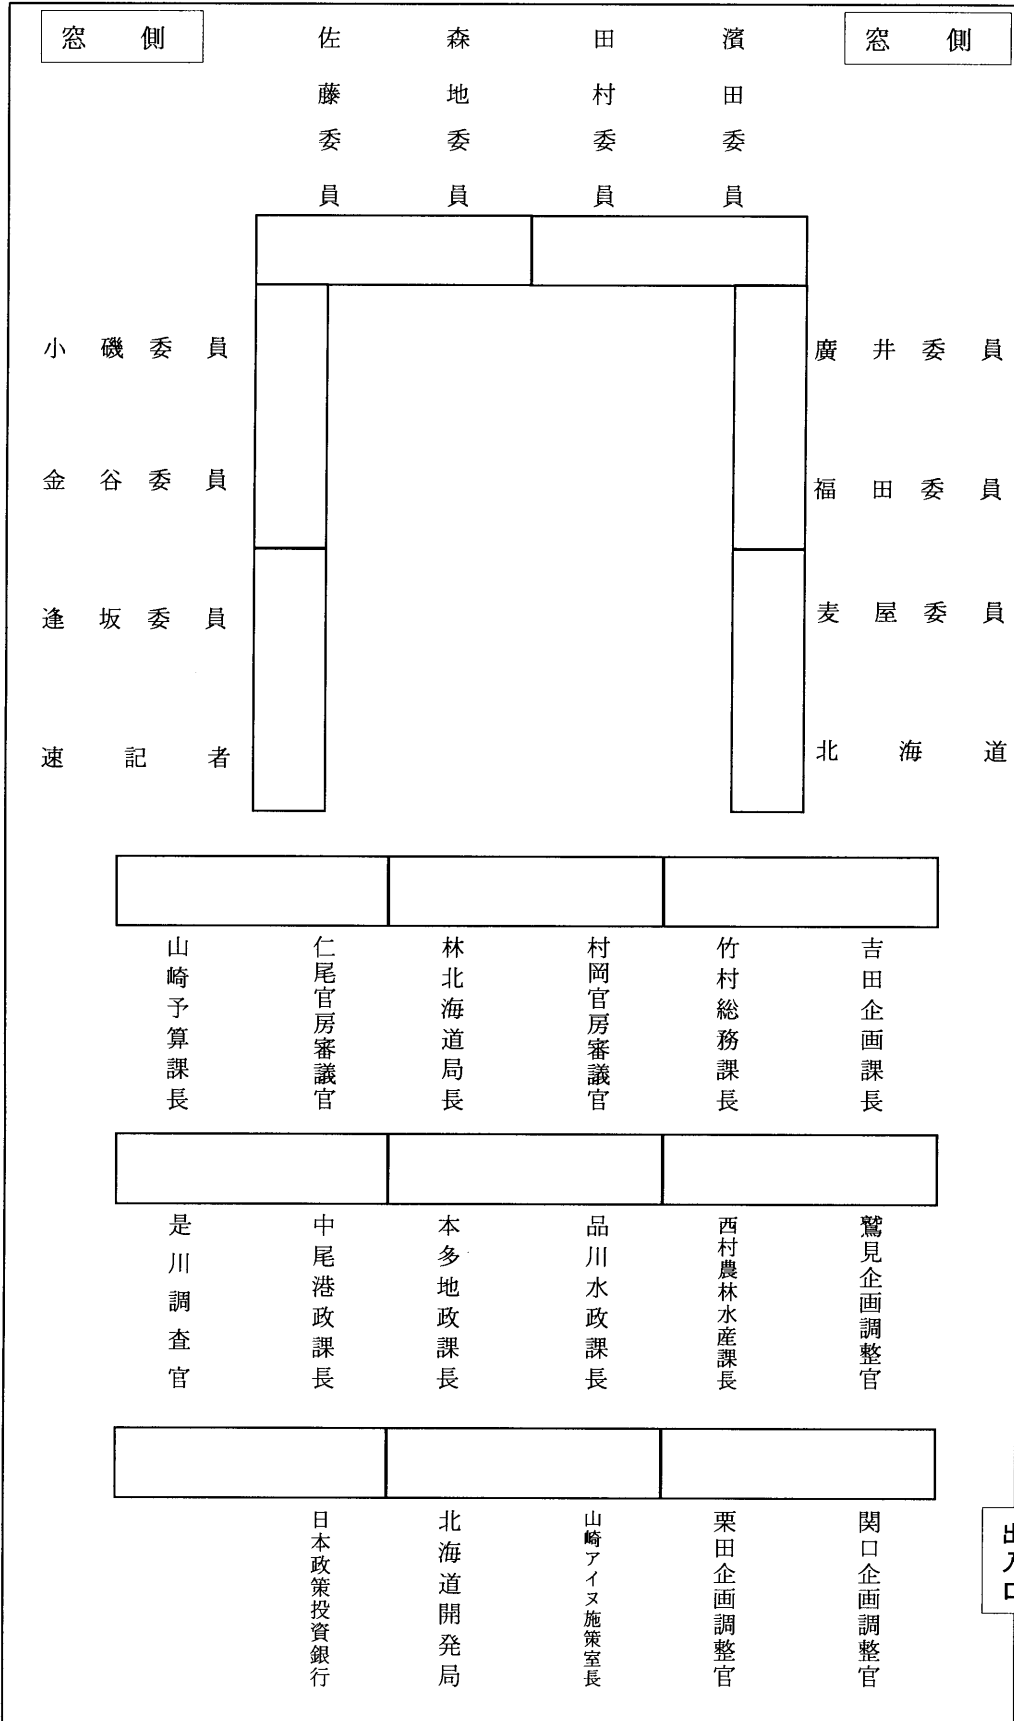 窓側
佐藤委員
森地委員
田村委員
濱田委員
窓側
小磯委員
金谷委員
逢坂委員
速記者
廣井委員
福田委員
麦屋委員
北海道
山崎予算課長
仁尾官房審議官
林北海道局長
村岡官房審議官
竹村総務課長
吉田企画課長
是川調査官
中尾港政課長
本多地政課長
品川水政課長
西村農林水産課長
鷲見企画調整官
日本政策投資銀行
北海道開発局
山崎アイヌ施策室長
栗田企画調整官
関口企画調整官
出入口